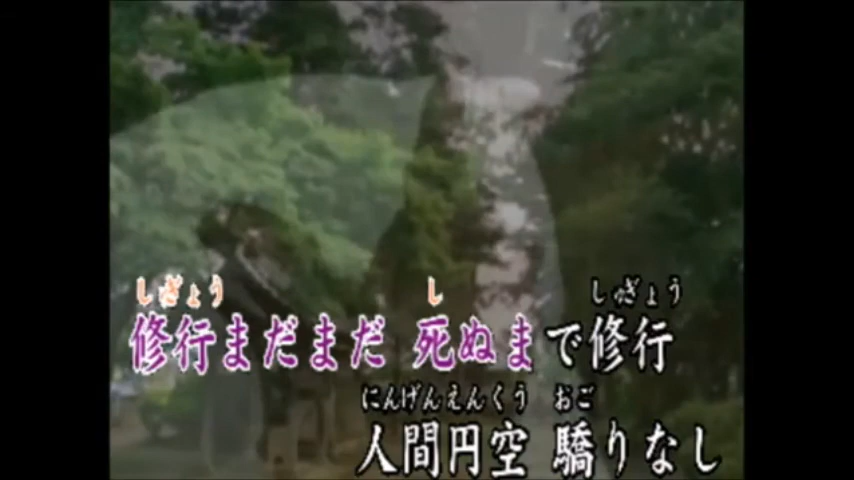 しゅぎょう し しゅぎょう
修行まだまだ 死ぬまで修行
にんげんえんくう おご
人間円空 驕りなし